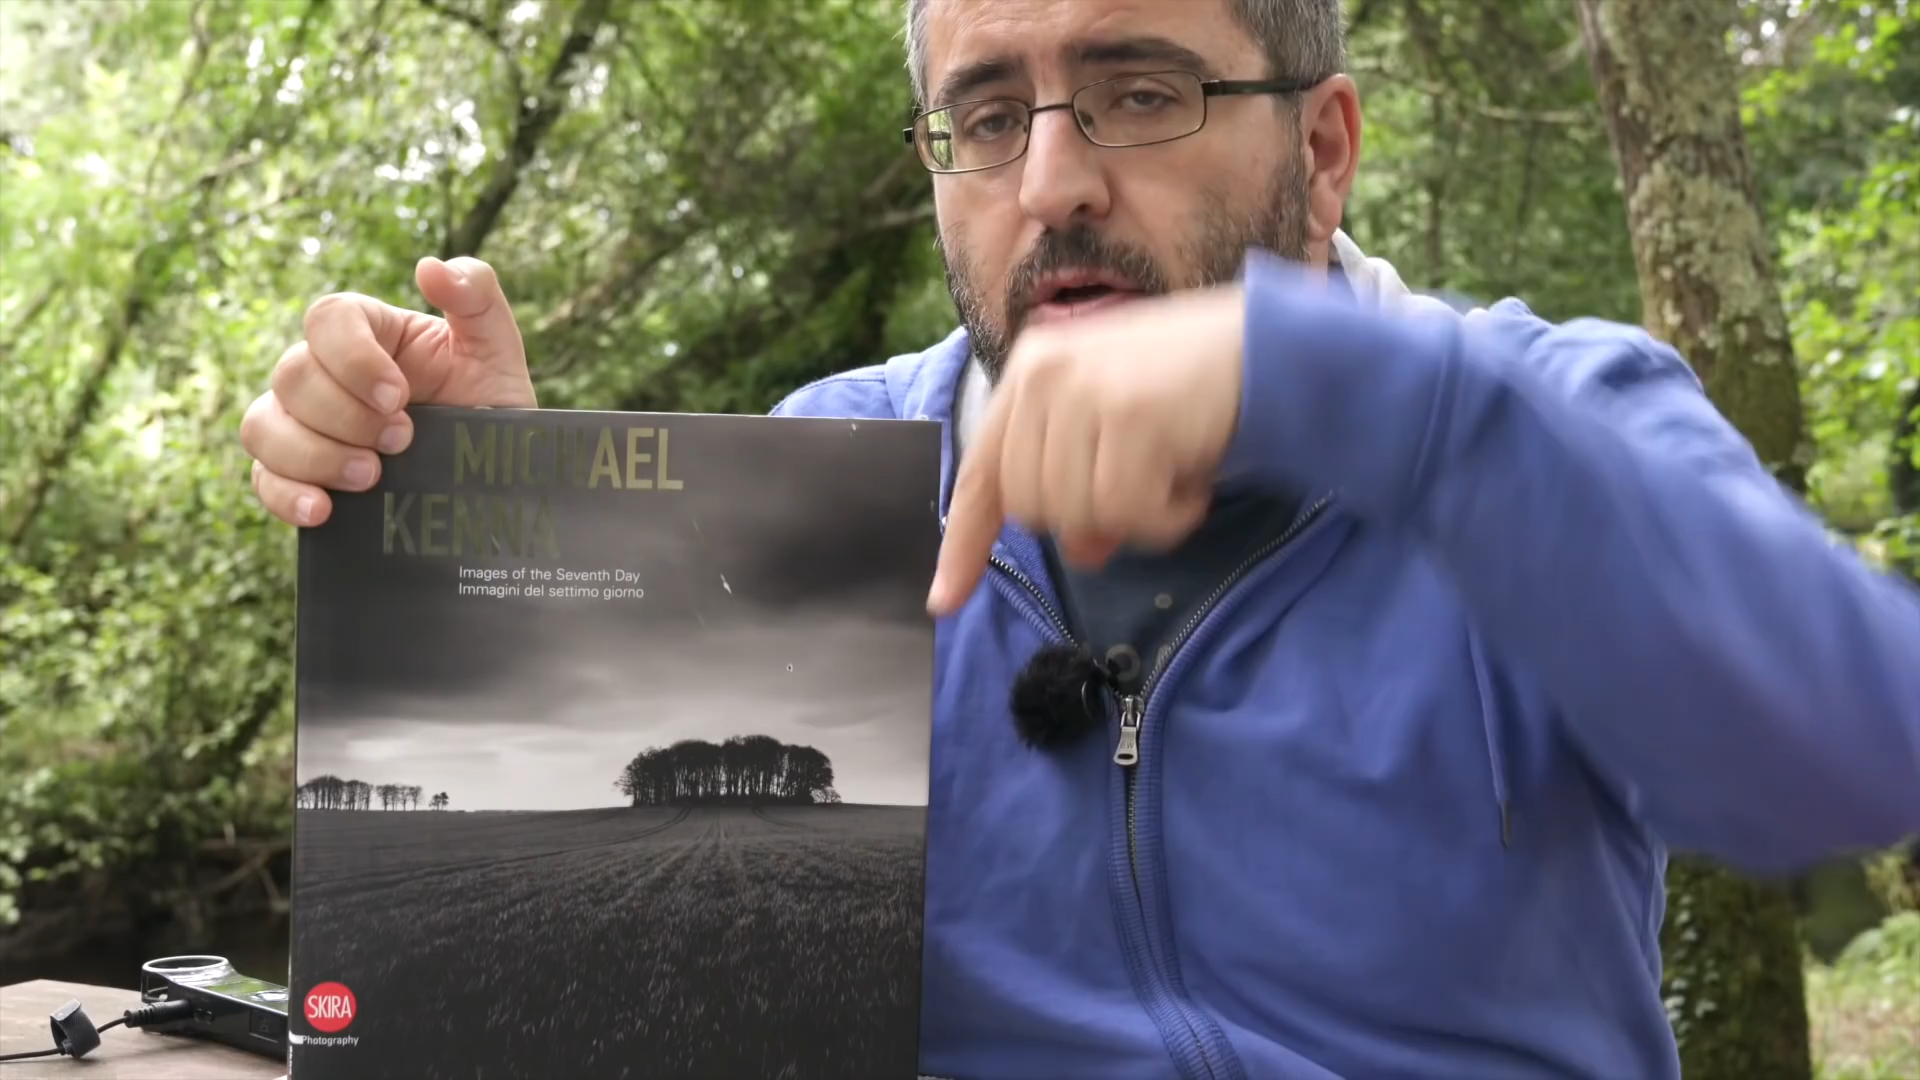 MICHAEL
KENNA
Images of the Seventh Day
Immagini del settimo giorno
SKIRA
Photography